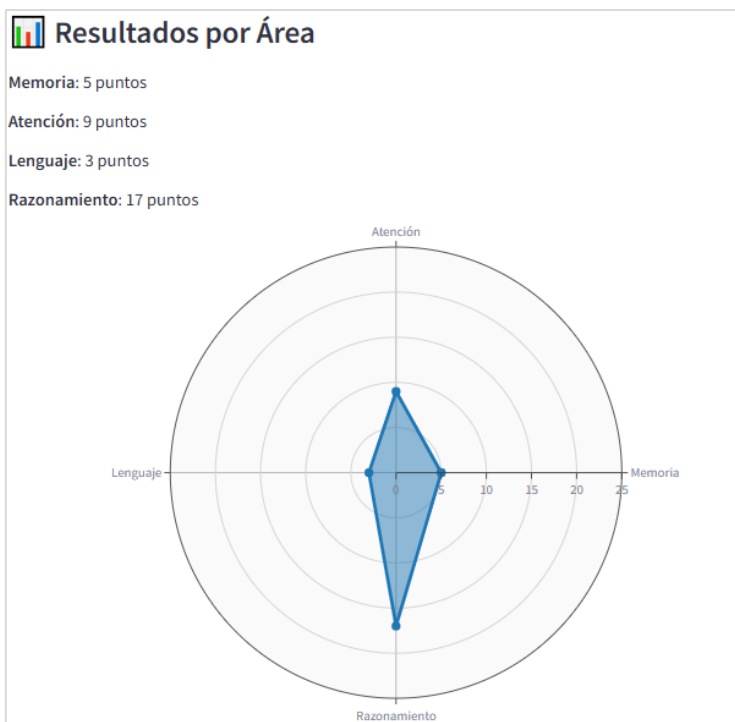 Resultados por Área
Memoria: 5 puntos
Atención: 9 puntos
Lenguaje: 3 puntos
Razonamiento: 17 puntos
Atención
Lenguaje
Memoria
0 5 10 15 20 25
Razonamiento